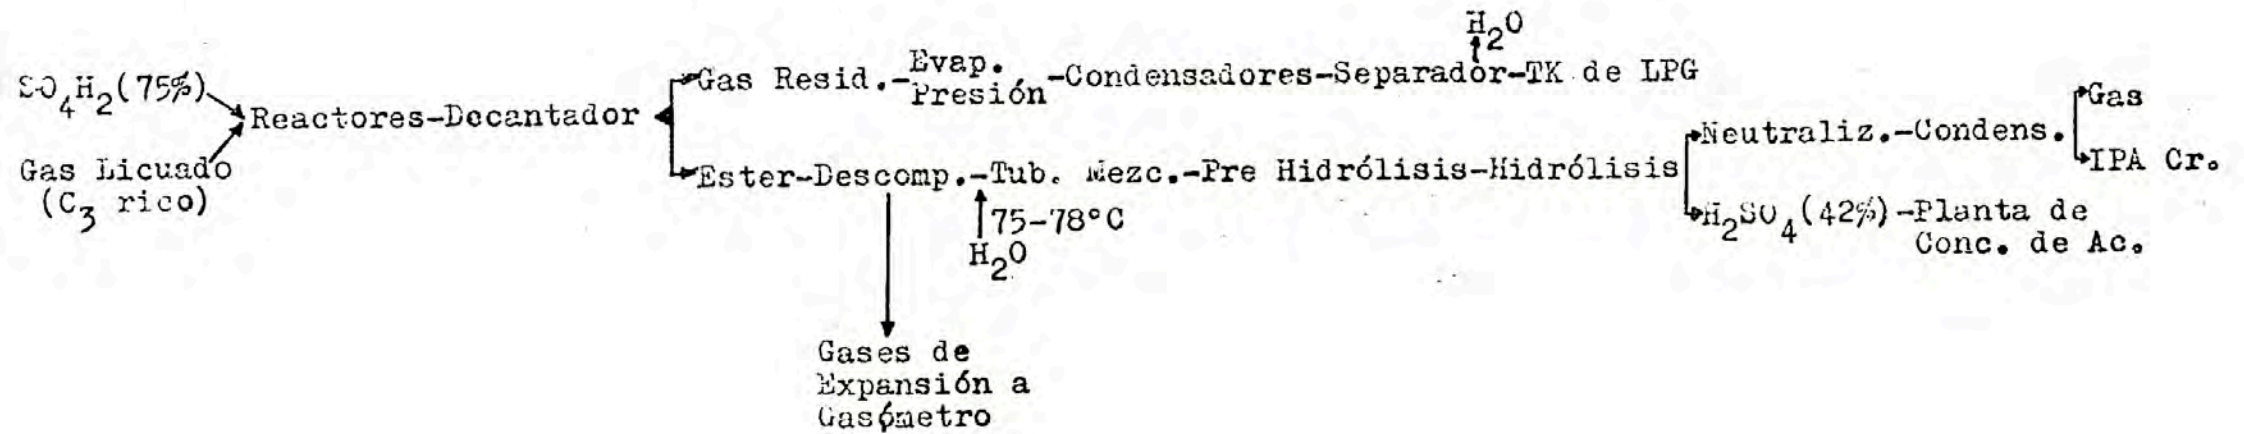 H₂O
SO₄H₂(75%)
Gas Resid.-Evap. Presión-Condensadores-Separador-TK de LPG
Reactores-Decantador
Gas Licuado
(C₃ rico)
Ester-Descomp.-Tub. Mezc.-Pre Hidrólisis-Hidrólisis
75-78°C
H₂O
Neutraliz.-Condens.
Gas
IPA Cr.
H₂SO₄(42%)-Planta de
Conc. de Ac.
Gases de
Expansión a
Gasómetro